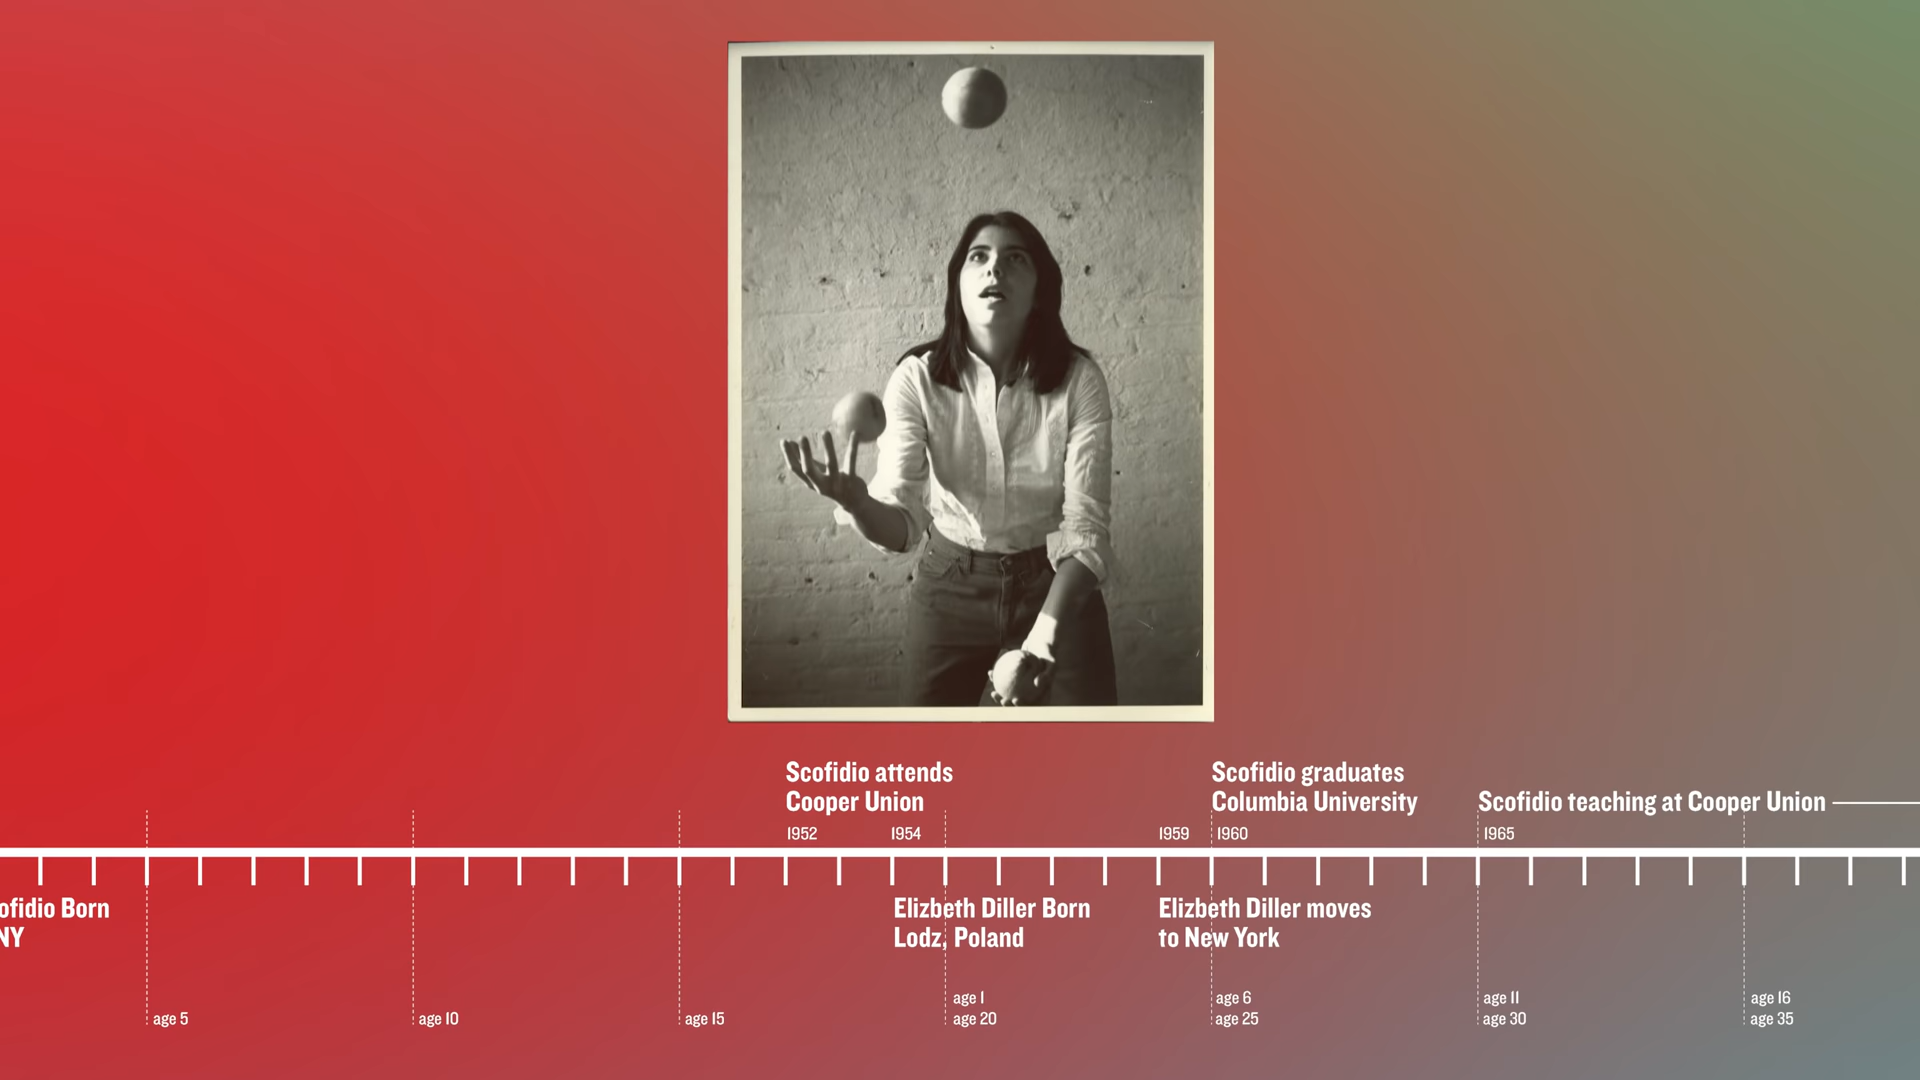 Scofidio attends
Cooper Union
Scofidio graduates
Columbia University
Scofidio teaching at Cooper Union
1952
1954
1959
1960
1965
ofidio Born
NY
Elizbeth Diller Born
Lodz, Poland
Elizbeth Diller moves
to New York
age 1
age 6
age 11
age 16
age 5
age 10
age 15
age 20
age 25
age 30
age 35